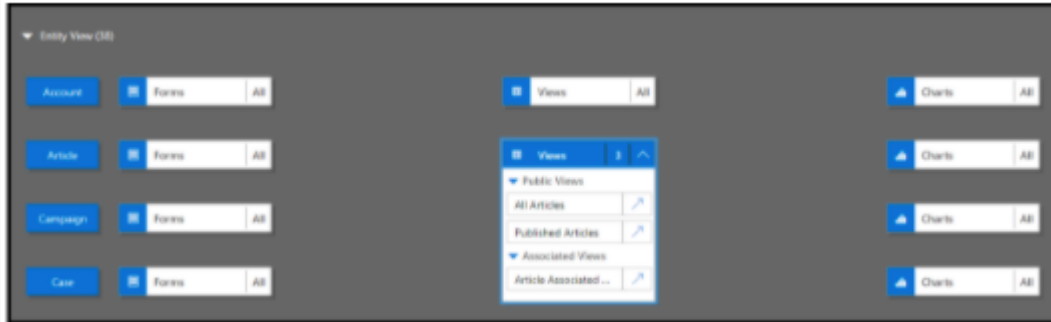 Entity View (38)
Account Forms All Views All Charts All
Article Forms All Views 3 Charts All
Public Views
All Articles
Campaign Forms All Published Articles Charts All
Associated Views
Case Forms All Article Associated ... Charts All